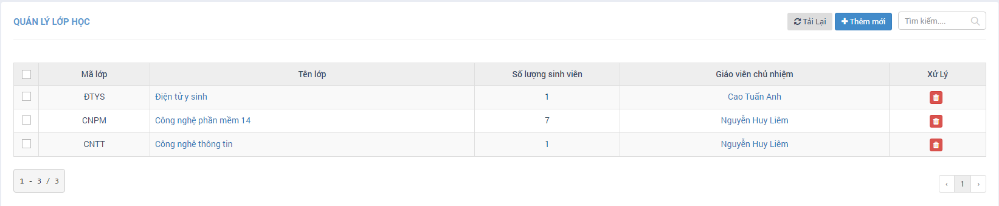 QUẢN LÝ LỚP HỌC
Tải Lại Thêm mới Tìm kiếm....
Mã lớp Tên lớp Số lượng sinh viên Giáo viên chủ nhiệm Xử Lý
ĐTYS Điện tử y sinh 1 Cao Tuấn Anh
CNPM Công nghệ phần mềm 14 7 Nguyễn Huy Liêm
CNTT Công nghê thông tin 1 Nguyễn Huy Liêm
1 - 3 / 3 ‹ 1 ›